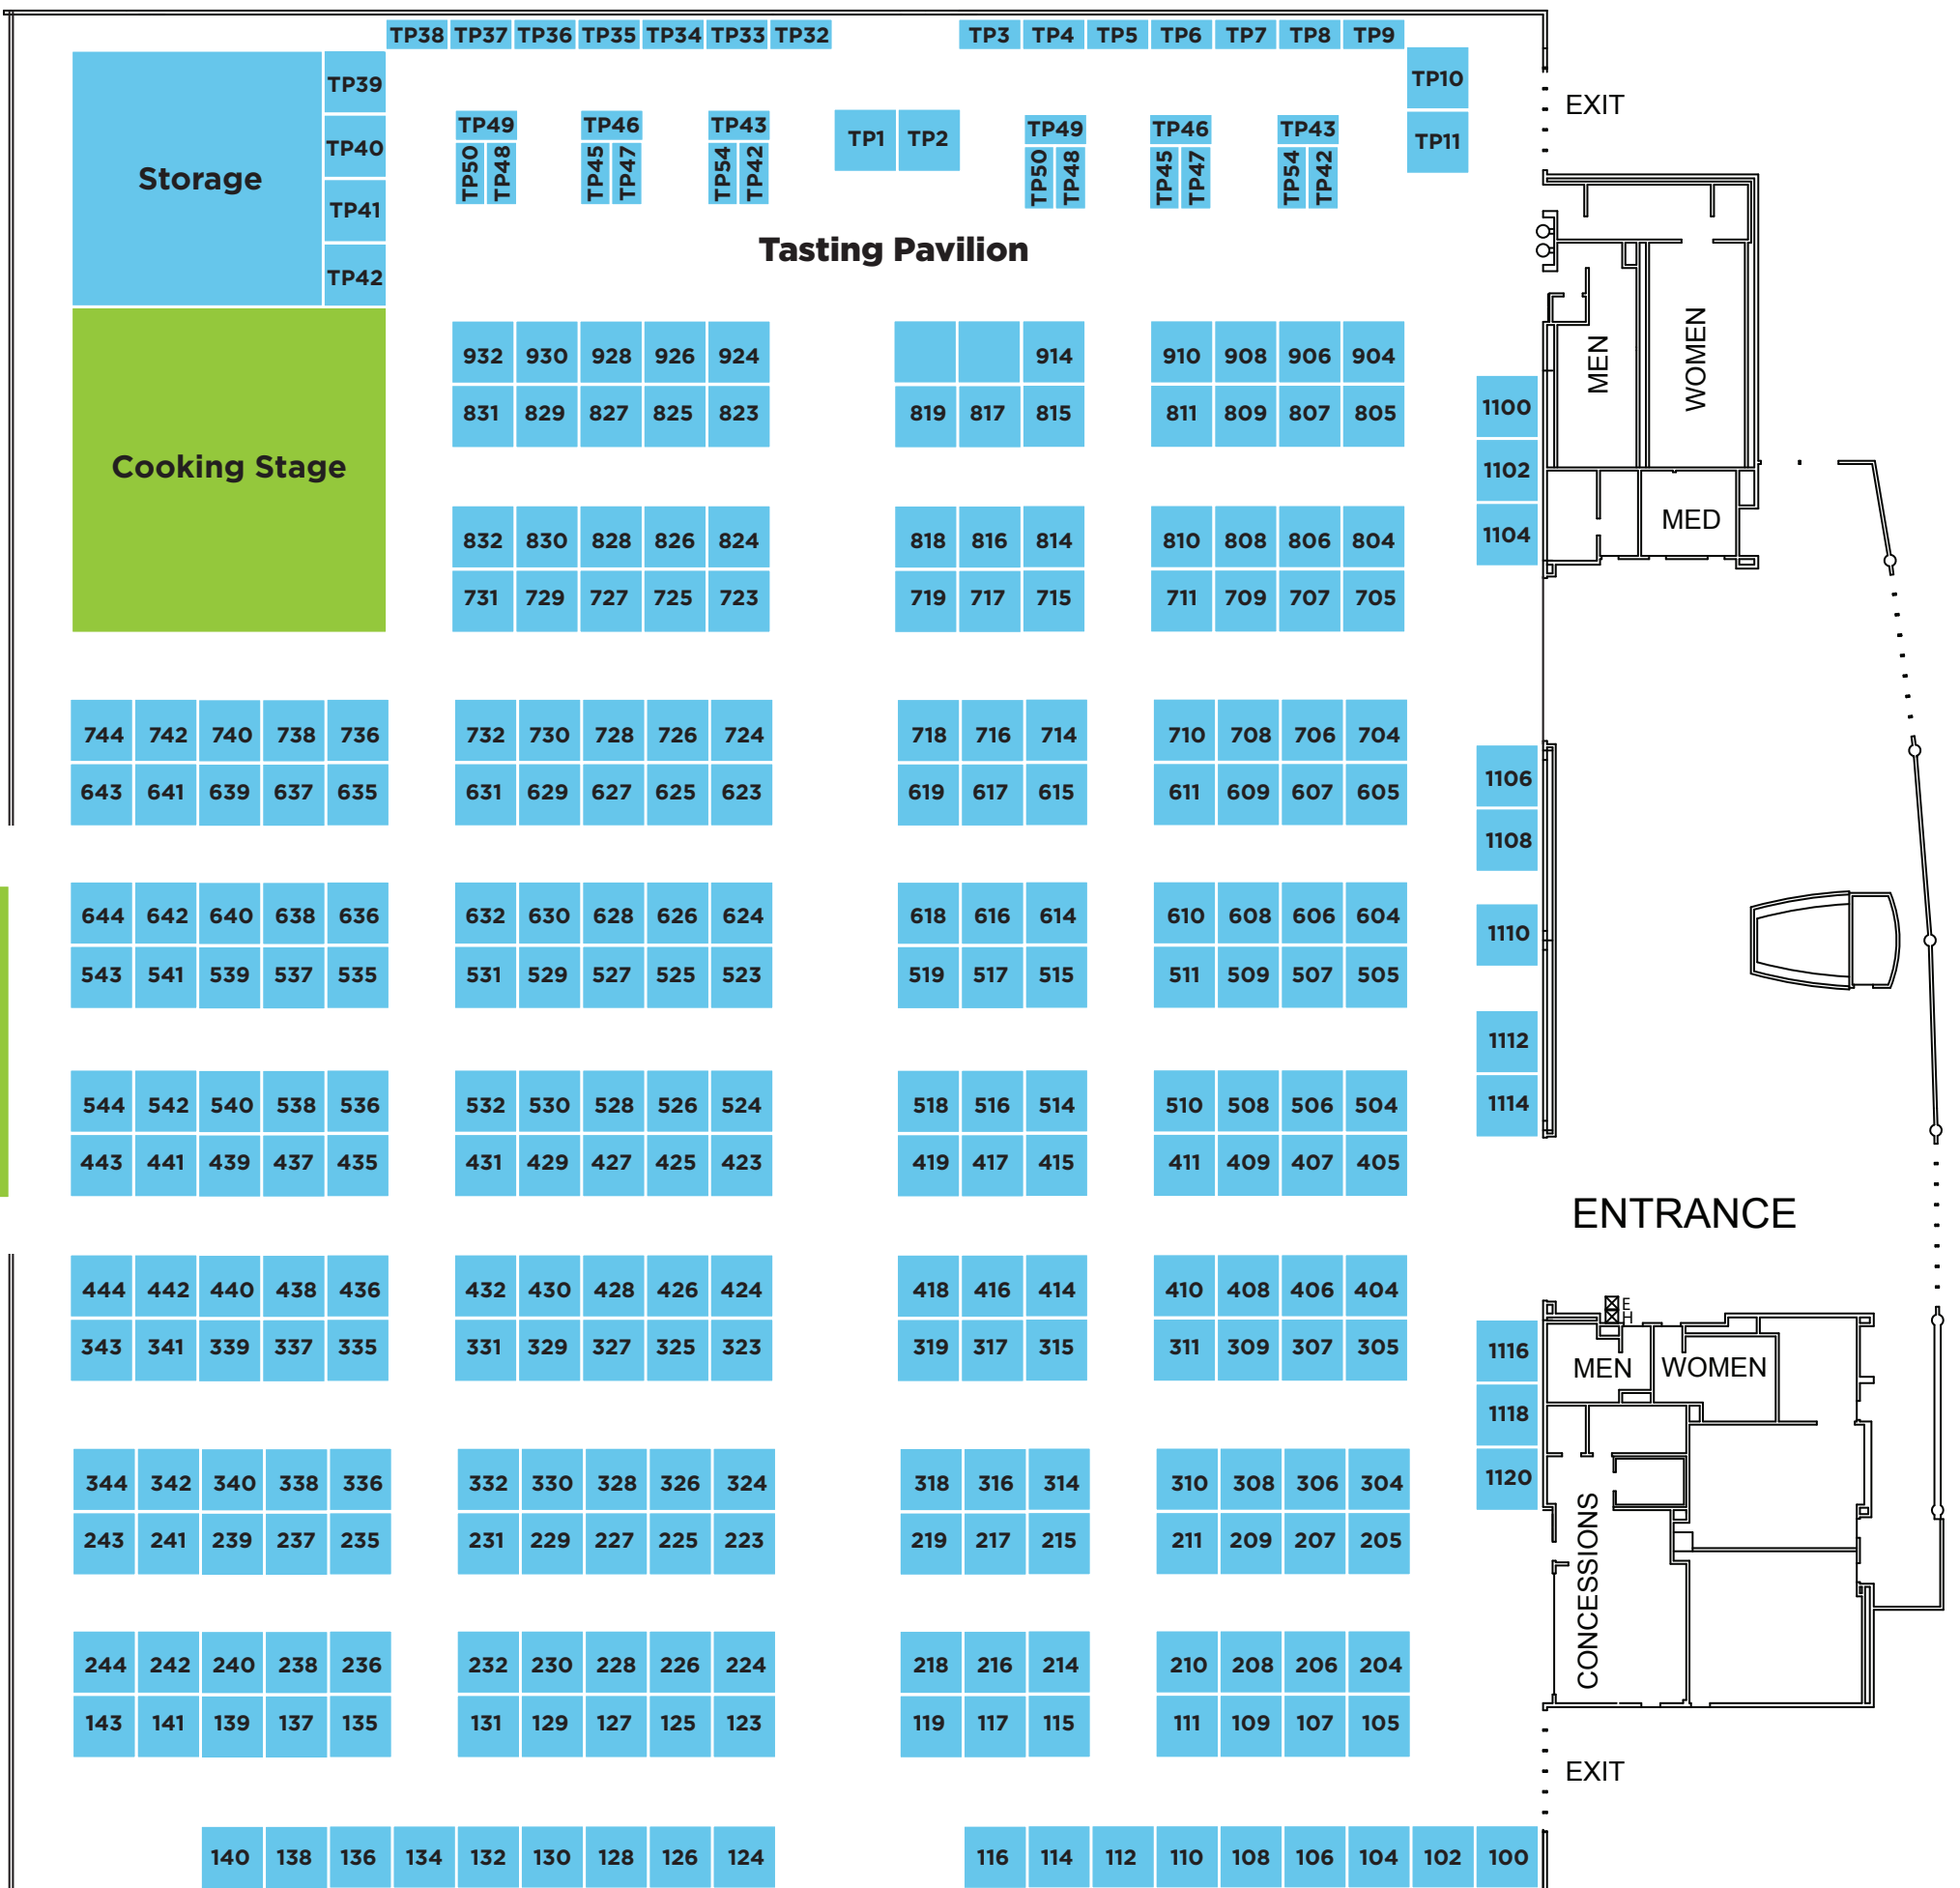 TP38 TP37 TP36 TP35 TP34 TP33 TP32 TP3 TP4 TP5 TP6 TP7 TP8 TP9
TP39 TP10
EXIT
TP49 TP46 TP43 TP1 TP2 TP49 TP46 TP43 TP11
TP40
TP50 TP48 TP45 TP47 TP54 TP42 TP50 TP48 TP45 TP47 TP54 TP42
Storage
TP41
Tasting Pavilion
TP42
932 930 928 926 924 914 910 908 906 904
MEN WOMEN
831 829 827 825 823 819 817 815 811 809 807 805 1100
Cooking Stage
1102
MED
832 830 828 826 824 818 816 814 810 808 806 804 1104
731 729 727 725 723 719 717 715 711 709 707 705
744 742 740 738 736 732 730 728 726 724 718 716 714 710 708 706 704
1106
643 641 639 637 635 631 629 627 625 623 619 617 615 611 609 607 605
1108
644 642 640 638 636 632 630 628 626 624 618 616 614 610 608 606 604
1110
543 541 539 537 535 531 529 527 525 523 519 517 515 511 509 507 505
1112
544 542 540 538 536 532 530 528 526 524 518 516 514 510 508 506 504
1114
443 441 439 437 435 431 429 427 425 423 419 417 415 411 409 407 405
ENTRANCE
444 442 440 438 436 432 430 428 426 424 418 416 414 410 408 406 404
E
H
343 341 339 337 335 331 329 327 325 323 319 317 315 311 309 307 305 1116
MEN WOMEN
1118
344 342 340 338 336 332 330 328 326 324 318 316 314 310 308 306 304 1120
243 241 239 237 235 231 229 227 225 223 219 217 215 211 209 207 205
CONCESSIONS
244 242 240 238 236 232 230 228 226 224 218 216 214 210 208 206 204
143 141 139 137 135 131 129 127 125 123 119 117 115 111 109 107 105
EXIT
140 138 136 134 132 130 128 126 124 116 114 112 110 108 106 104 102 100